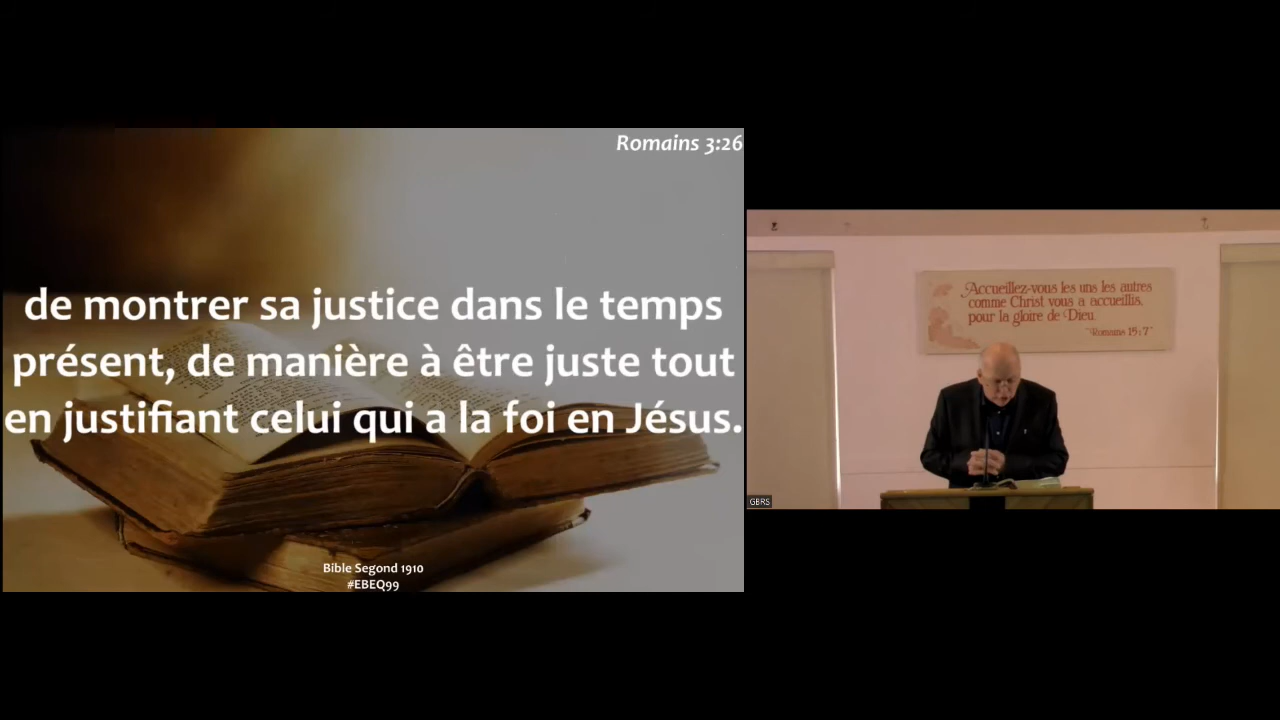 Romains 3:26
de montrer sa justice dans le temps
présent, de manière à être juste tout
en justifiant celui qui a la foi en Jésus.
Bible Segond 1910
#EBEQ99
Accueillez-vous les uns les autres
comme Christ vous a accueillis,
pour la gloire de Dieu.
Romains 15:7
GBRS